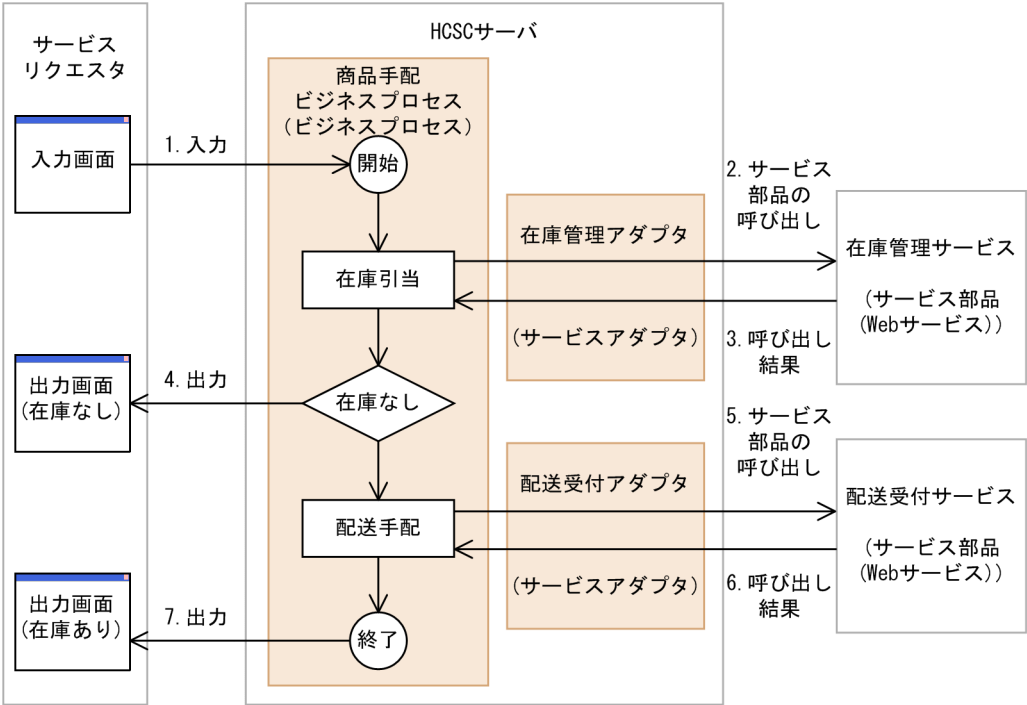 サービス
リクエスタ
HCSCサーバ
商品手配
ビジネスプロセス
(ビジネスプロセス)
入力画面
1. 入力
開始
2. サービス
部品の
呼び出し
在庫管理アダプタ
在庫引当
在庫管理サービス
(サービス部品
(Webサービス))
(サービスアダプタ)
3. 呼び出し
結果
出力画面
(在庫なし)
4. 出力
在庫なし
5. サービス
部品の
呼び出し
配送受付アダプタ
配送手配
配送受付サービス
(サービス部品
(Webサービス))
(サービスアダプタ)
6. 呼び出し
結果
出力画面
(在庫あり)
7. 出力
終了